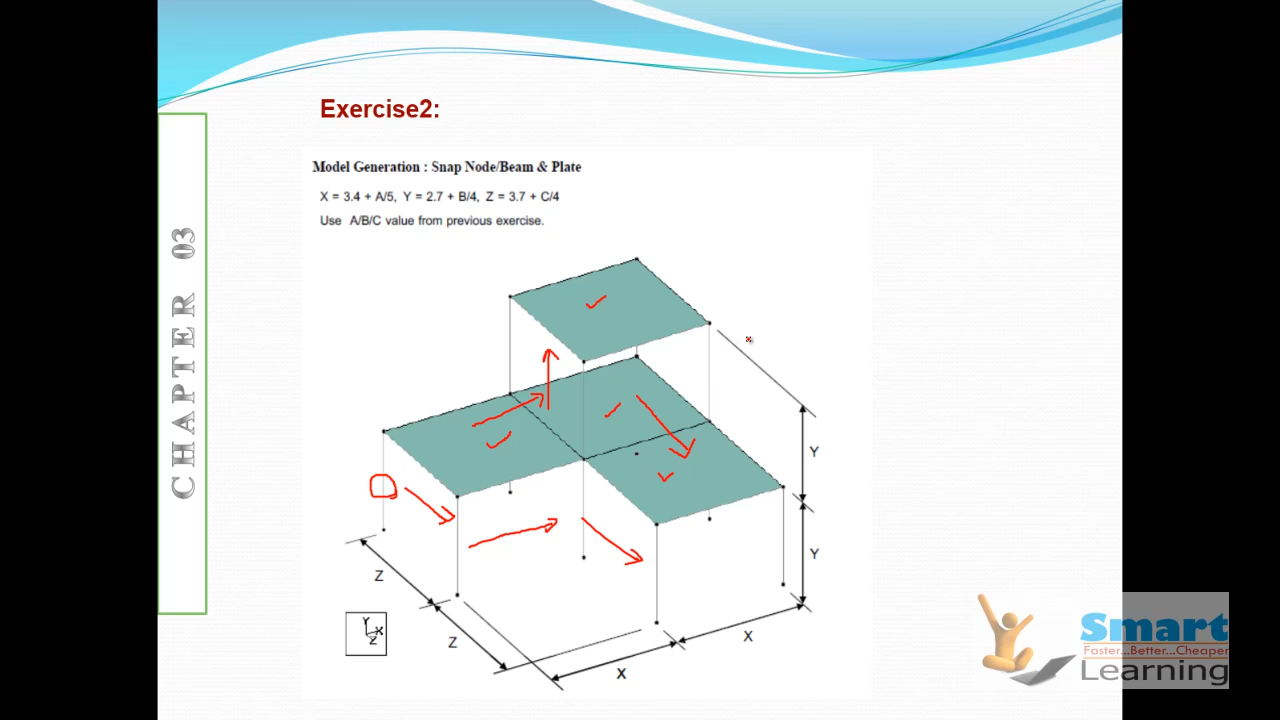 Exercise2:
CHAPTER 03
Model Generation : Snap Node/Beam & Plate
X = 3.4 + A/5, Y = 2.7 + B/4, Z = 3.7 + C/4
Use A/B/C value from previous exercise.
Y
Y
Z
Z
X
X
Y
X
Z
Smart
Faster...Better...Cheaper
Learning